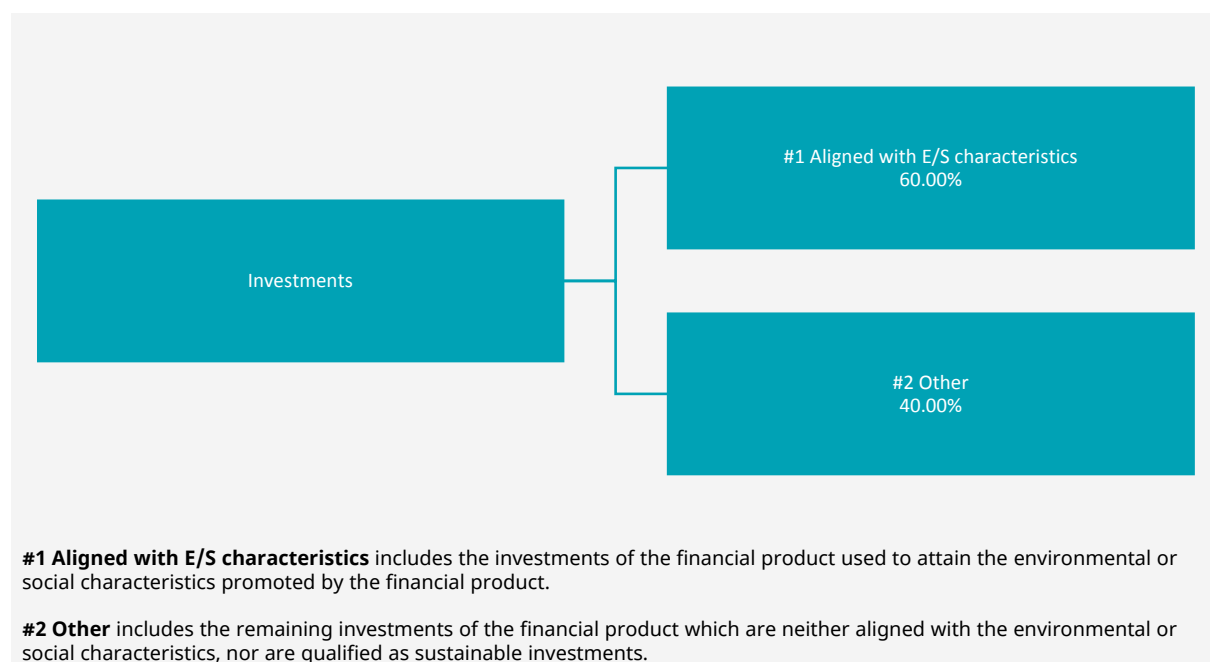 #1 Aligned with E/S characteristics
60.00%
Investments
#2 Other
40.00%
#1 Aligned with E/S characteristics includes the investments of the financial product used to attain the environmental or
social characteristics promoted by the financial product.
#2 Other includes the remaining investments of the financial product which are neither aligned with the environmental or
social characteristics, nor are qualified as sustainable investments.